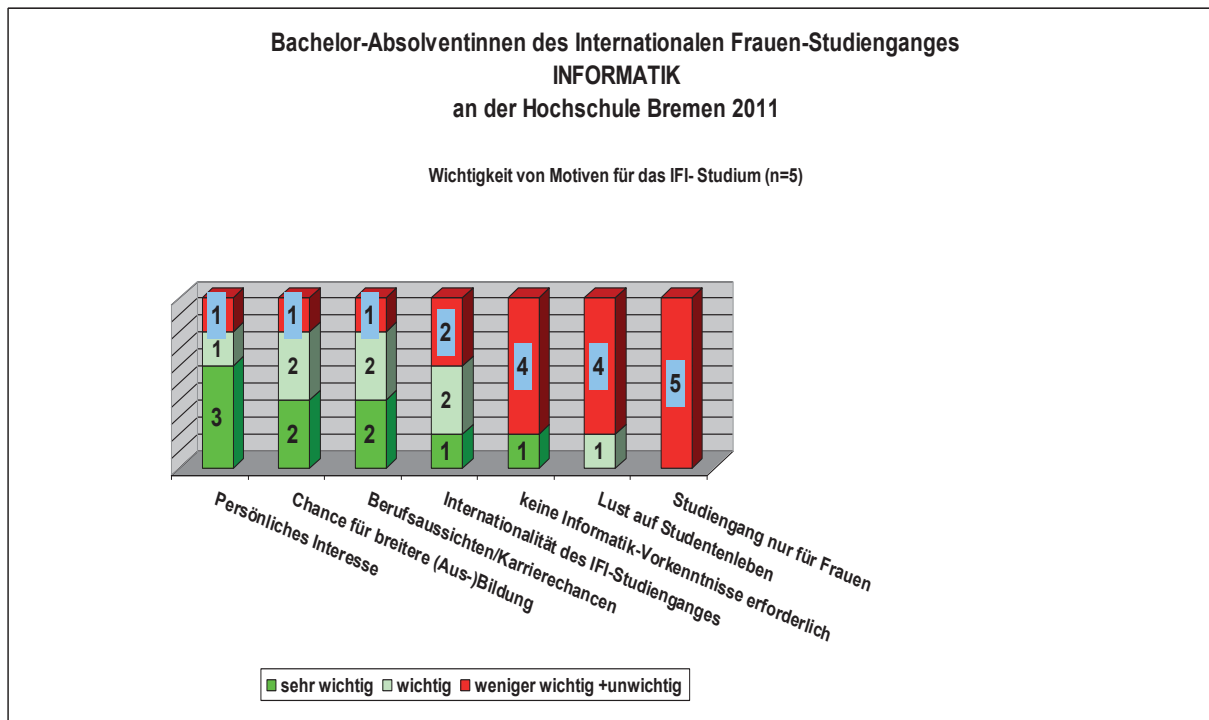 Bachelor-Absolventinnen des Internationalen Frauen-Studienganges
INFORMATIK
an der Hochschule Bremen 2011
Wichtigkeit von Motiven für das IFI- Studium (n=5)
1 1 1 2 4 4 5
1 2 2 2 1
3 2 2 1 1
Persönliches Interesse
Chance für breitere (Aus-)Bildung
Berufsaussichten/Karrierechancen
Internationalität des IFI-Studienganges
keine Informatik-Vorkenntnisse erforderlich
Lust auf Studentenleben
Studiengang nur für Frauen
sehr wichtig wichtig weniger wichtig +unwichtig